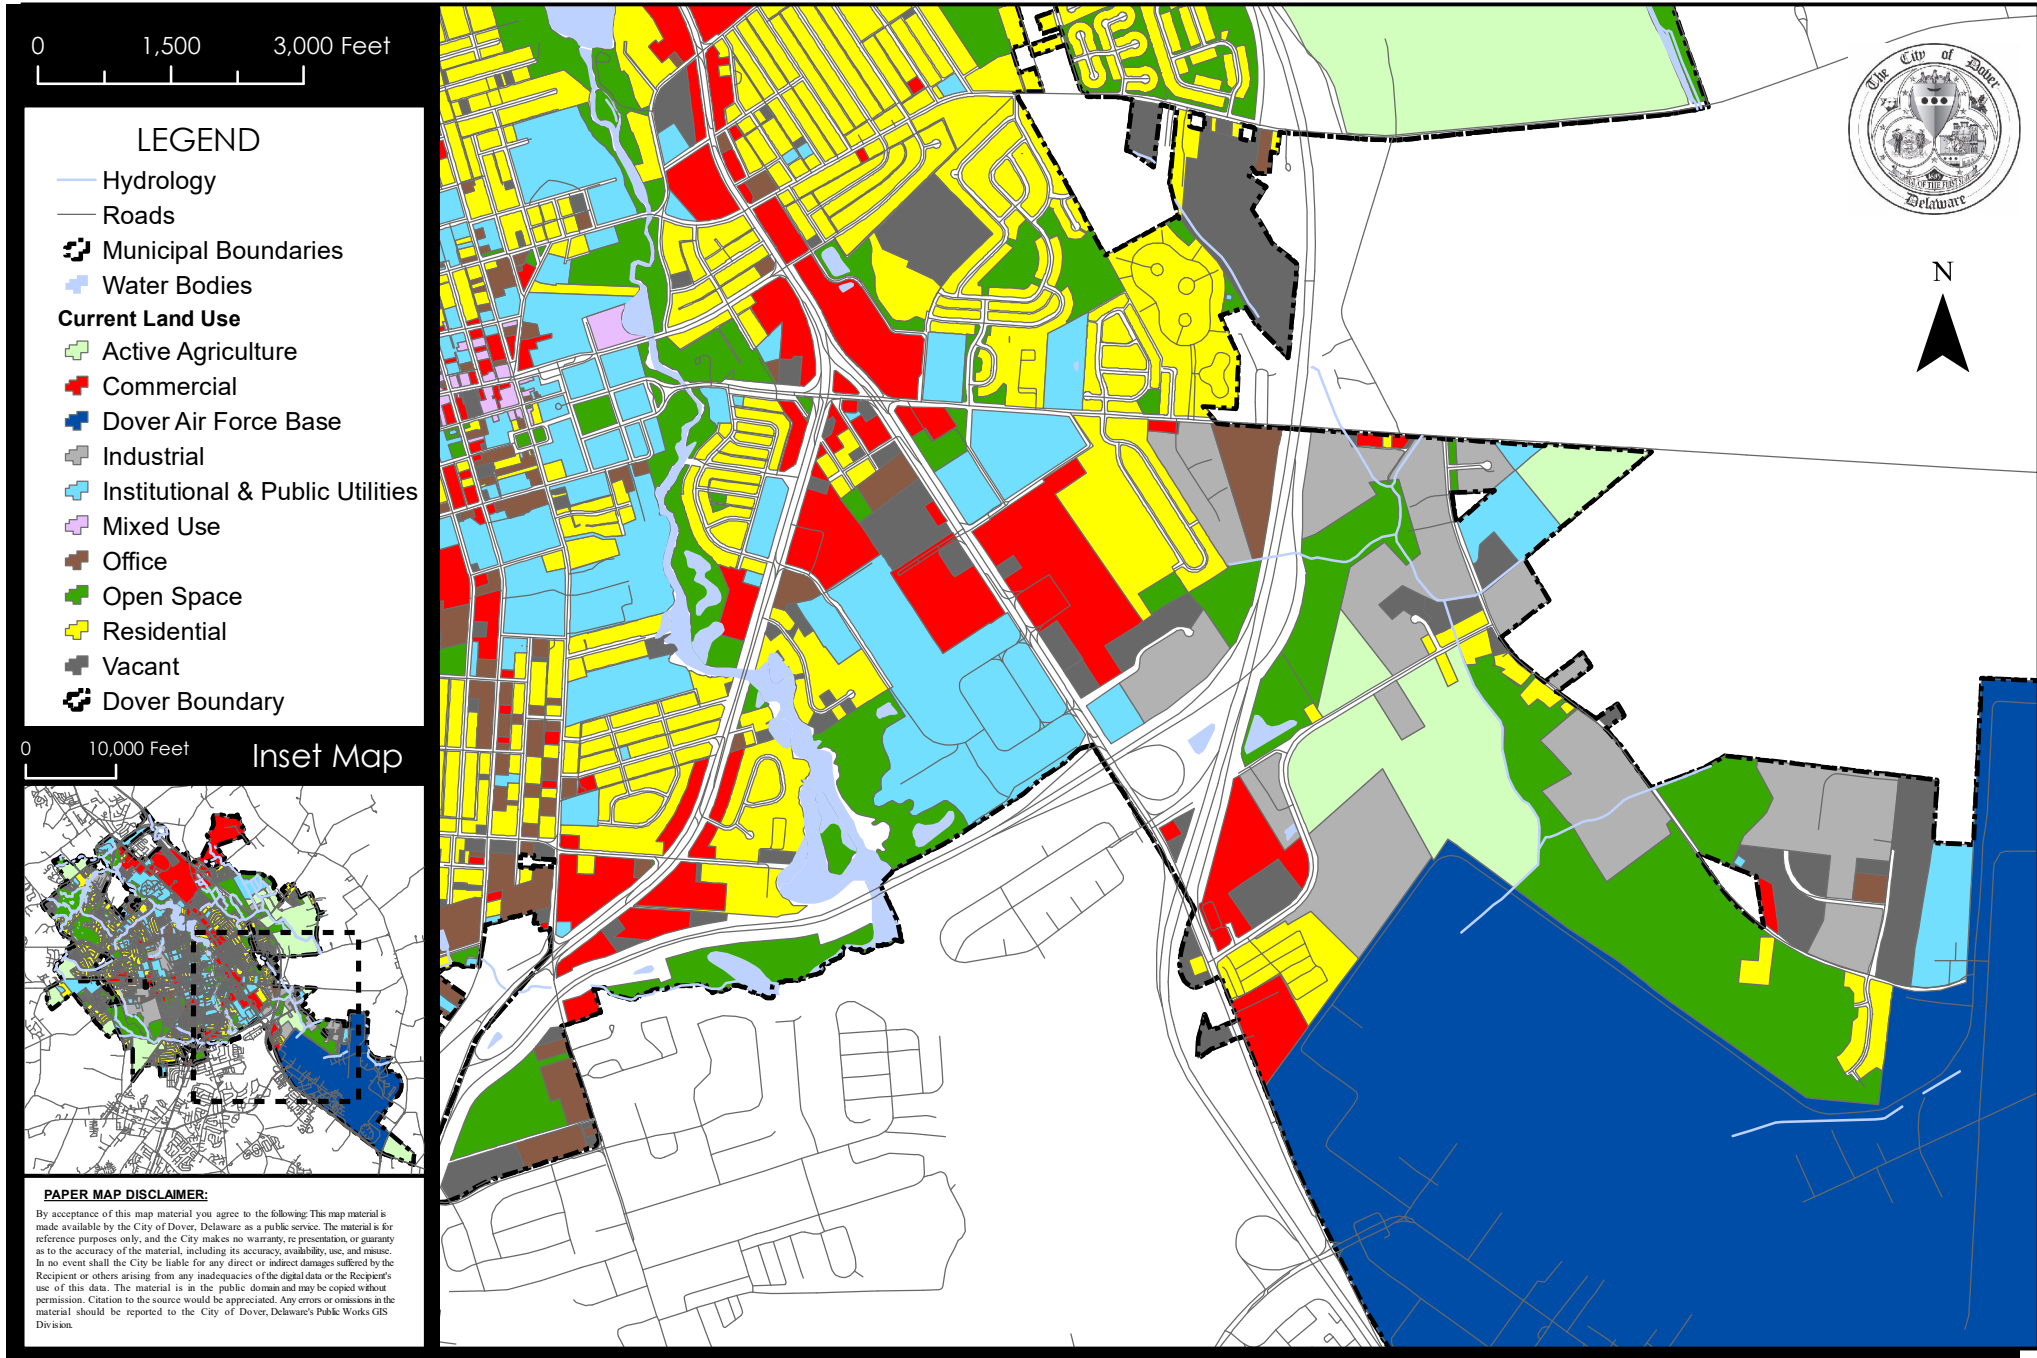 0 1,500 3,000 Feet
LEGEND
Hydrology
Roads
Municipal Boundaries
Water Bodies
Current Land Use
Active Agriculture
Commercial
Dover Air Force Base
Industrial
Institutional & Public Utilities
Mixed Use
Office
Open Space
Residential
Vacant
Dover Boundary
0 10,000 Feet
Inset Map
PAPER MAP DISCLAIMER:
By acceptance of this map material you agree to the following: This map material is
made available by the City of Dover, Delaware as a public service. The material is for
reference purposes only, and the City makes no warranty, re presentation, or guaranty
as to the accuracy of the material, including its accuracy, availability, use, and misuse.
In no event shall the City be liable for any direct or indirect damages suffered by the
Recipient or others arising from any inadequacies of the digital data or the Recipient's
use of this data. The material is in the public domain and may be copied without
permission. Citation to the source would be appreciated. Any errors or omissions in the
material should be reported to the City of Dover, Delaware's Public Works GIS
Division.
The City of Dover
Delaware
N